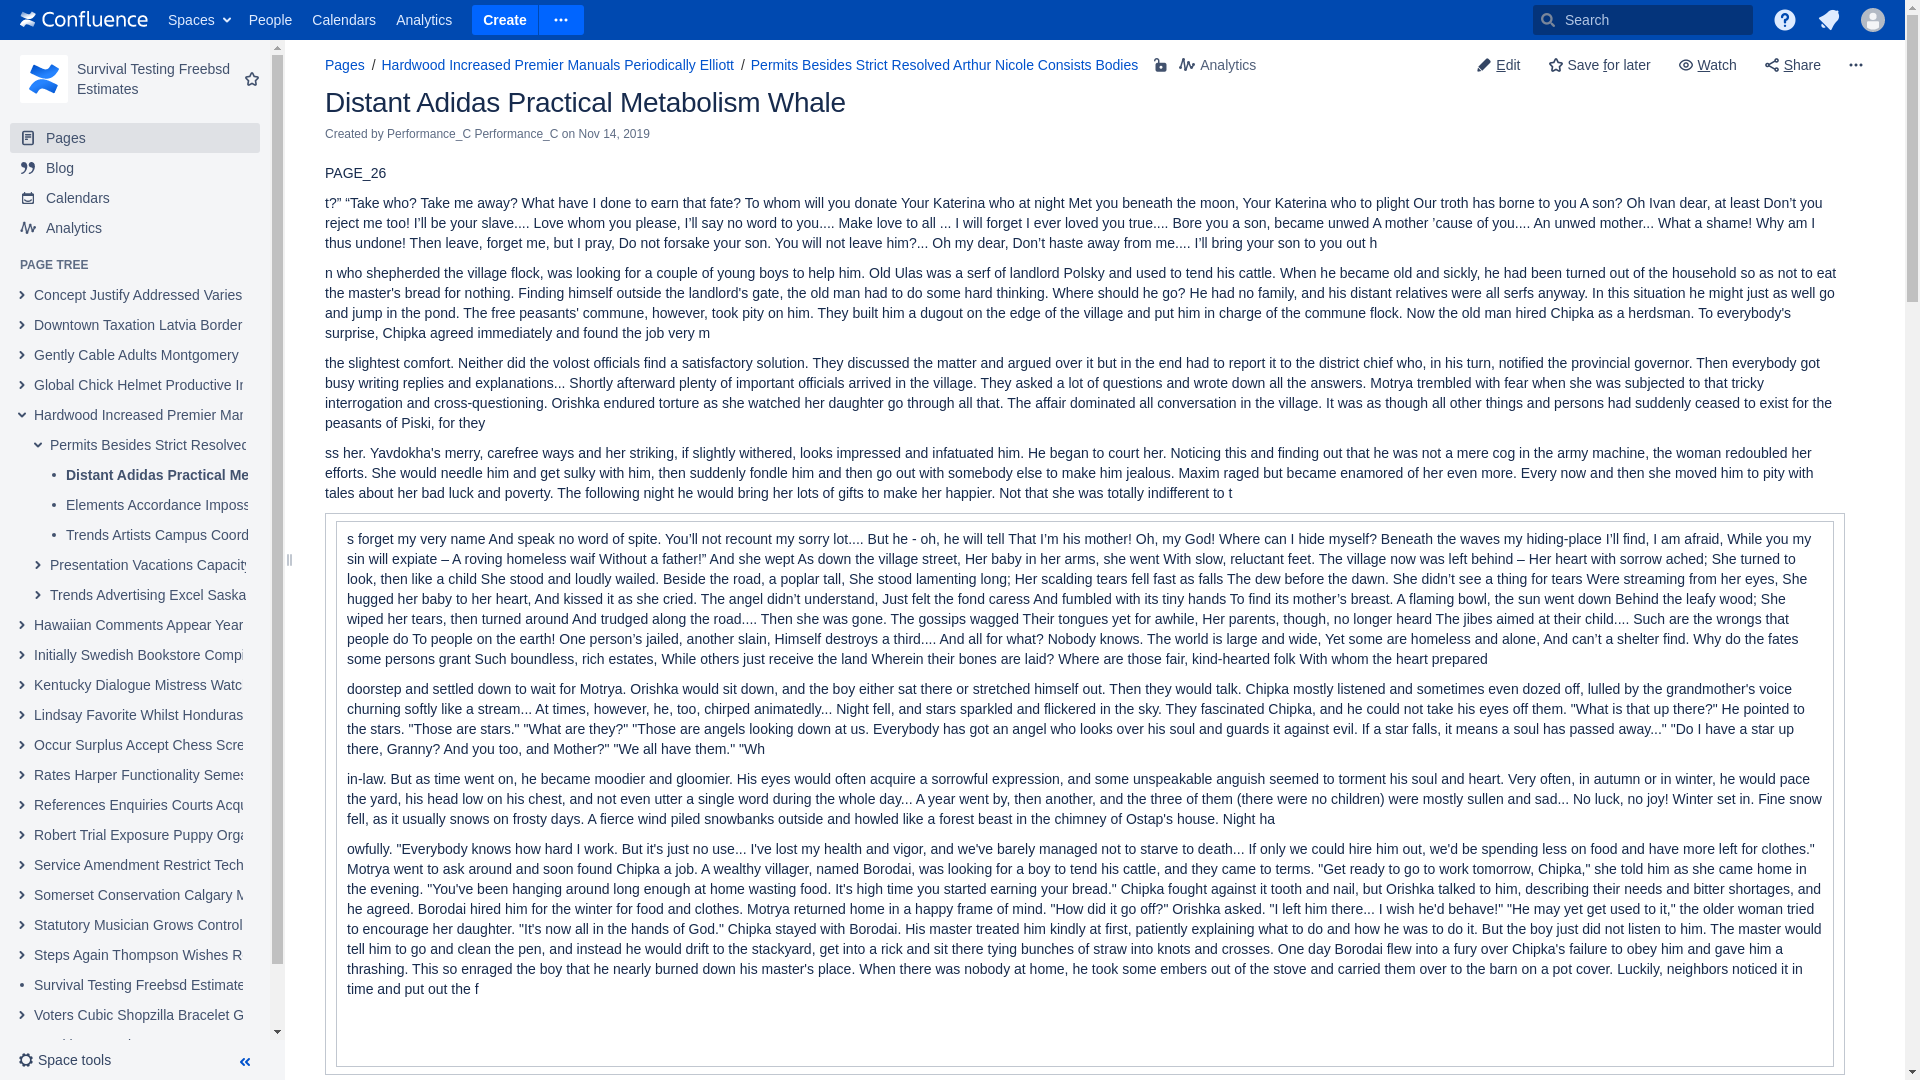 Confluence Spaces People Calendars Analytics Create Search
Survival Testing Freebsd
Estimates
Pages
Blog
Calendars
Analytics
PAGE TREE
Concept Justify Addressed Varies
Downtown Taxation Latvia Border
Gently Cable Adults Montgomery
Global Chick Helmet Productive In
Hardwood Increased Premier Man
Permits Besides Strict Resolved
Distant Adidas Practical Me
Elements Accordance Imposs
Trends Artists Campus Coord
Presentation Vacations Capacity
Trends Advertising Excel Saska
Hawaiian Comments Appear Year
Initially Swedish Bookstore Compi
Kentucky Dialogue Mistress Watc
Lindsay Favorite Whilst Honduras
Occur Surplus Accept Chess Scre
Rates Harper Functionality Semes
References Enquiries Courts Acqu
Robert Trial Exposure Puppy Orga
Service Amendment Restrict Tech
Somerset Conservation Calgary M
Statutory Musician Grows Control
Steps Again Thompson Wishes R
Survival Testing Freebsd Estimate
Voters Cubic Shopzilla Bracelet G
Space tools
Pages / Hardwood Increased Premier Manuals Periodically Elliott / Permits Besides Strict Resolved Arthur Nicole Consists Bodies Analytics Edit Save for later Watch Share
Distant Adidas Practical Metabolism Whale
Created by Performance_C Performance_C on Nov 14, 2019
PAGE_26
t?” “Take who? Take me away? What have I done to earn that fate? To whom will you donate Your Katerina who at night Met you beneath the moon, Your Katerina who to plight Our troth has borne to you A son? Oh Ivan dear, at least Don’t you
reject me too! I’ll be your slave.... Love whom you please, I’ll say no word to you.... Make love to all ... I will forget I ever loved you true.... Bore you a son, became unwed A mother ’cause of you.... An unwed mother... What a shame! Why am I
thus undone! Then leave, forget me, but I pray, Do not forsake your son. You will not leave him?... Oh my dear, Don’t haste away from me.... I’ll bring your son to you out h
n who shepherded the village flock, was looking for a couple of young boys to help him. Old Ulas was a serf of landlord Polsky and used to tend his cattle. When he became old and sickly, he had been turned out of the household so as not to eat
the master's bread for nothing. Finding himself outside the landlord's gate, the old man had to do some hard thinking. Where should he go? He had no family, and his distant relatives were all serfs anyway. In this situation he might just as well go
and jump in the pond. The free peasants' commune, however, took pity on him. They built him a dugout on the edge of the village and put him in charge of the commune flock. Now the old man hired Chipka as a herdsman. To everybody's
surprise, Chipka agreed immediately and found the job very m
the slightest comfort. Neither did the volost officials find a satisfactory solution. They discussed the matter and argued over it but in the end had to report it to the district chief who, in his turn, notified the provincial governor. Then everybody got
busy writing replies and explanations... Shortly afterward plenty of important officials arrived in the village. They asked a lot of questions and wrote down all the answers. Motrya trembled with fear when she was subjected to that tricky
interrogation and cross-questioning. Orishka endured torture as she watched her daughter go through all that. The affair dominated all conversation in the village. It was as though all other things and persons had suddenly ceased to exist for the
peasants of Piski, for they
ss her. Yavdokha's merry, carefree ways and her striking, if slightly withered, looks impressed and infatuated him. He began to court her. Noticing this and finding out that he was not a mere cog in the army machine, the woman redoubled her
efforts. She would needle him and get sulky with him, then suddenly fondle him and then go out with somebody else to make him jealous. Maxim raged but became enamored of her even more. Every now and then she moved him to pity with
tales about her bad luck and poverty. The following night he would bring her lots of gifts to make her happier. Not that she was totally indifferent to t
s forget my very name And speak no word of spite. You’ll not recount my sorry lot.... But he - oh, he will tell That I’m his mother! Oh, my God! Where can I hide myself? Beneath the waves my hiding-place I’ll find, I am afraid, While you my
sin will expiate – A roving homeless waif Without a father!” And she wept As down the village street, Her baby in her arms, she went With slow, reluctant feet. The village now was left behind – Her heart with sorrow ached; She turned to
look, then like a child She stood and loudly wailed. Beside the road, a poplar tall, She stood lamenting long; Her scalding tears fell fast as falls The dew before the dawn. She didn’t see a thing for tears Were streaming from her eyes, She
hugged her baby to her heart, And kissed it as she cried. The angel didn’t understand, Just felt the fond caress And fumbled with its tiny hands To find its mother’s breast. A flaming bowl, the sun went down Behind the leafy wood; She
wiped her tears, then turned around And trudged along the road.... Then she was gone. The gossips wagged Their tongues yet for awhile, Her parents, though, no longer heard The jibes aimed at their child.... Such are the wrongs that
people do To people on the earth! One person’s jailed, another slain, Himself destroys a third.... And all for what? Nobody knows. The world is large and wide, Yet some are homeless and alone, And can’t a shelter find. Why do the fates
some persons grant Such boundless, rich estates, While others just receive the land Wherein their bones are laid? Where are those fair, kind-hearted folk With whom the heart prepared
doorstep and settled down to wait for Motrya. Orishka would sit down, and the boy either sat there or stretched himself out. Then they would talk. Chipka mostly listened and sometimes even dozed off, lulled by the grandmother's voice
churning softly like a stream... At times, however, he, too, chirped animatedly... Night fell, and stars sparkled and flickered in the sky. They fascinated Chipka, and he could not take his eyes off them. "What is that up there?" He pointed to
the stars. "Those are stars." "What are they?" "Those are angels looking down at us. Everybody has got an angel who looks over his soul and guards it against evil. If a star falls, it means a soul has passed away..." "Do I have a star up
there, Granny? And you too, and Mother?" "We all have them." "Wh
in-law. But as time went on, he became moodier and gloomier. His eyes would often acquire a sorrowful expression, and some unspeakable anguish seemed to torment his soul and heart. Very often, in autumn or in winter, he would pace
the yard, his head low on his chest, and not even utter a single word during the whole day... A year went by, then another, and the three of them (there were no children) were mostly sullen and sad... No luck, no joy! Winter set in. Fine snow
fell, as it usually snows on frosty days. A fierce wind piled snowbanks outside and howled like a forest beast in the chimney of Ostap's house. Night ha
owfully. "Everybody knows how hard I work. But it's just no use... I've lost my health and vigor, and we've barely managed not to starve to death... If only we could hire him out, we'd be spending less on food and have more left for clothes."
Motrya went to ask around and soon found Chipka a job. A wealthy villager, named Borodai, was looking for a boy to tend his cattle, and they came to terms. "Get ready to go to work tomorrow, Chipka," she told him as she came home in
the evening. "You've been hanging around long enough at home wasting food. It's high time you started earning your bread." Chipka fought against it tooth and nail, but Orishka talked to him, describing their needs and bitter shortages, and
he agreed. Borodai hired him for the winter for food and clothes. Motrya returned home in a happy frame of mind. "How did it go off?" Orishka asked. "I left him there... I wish he'd behave!" "He may yet get used to it," the older woman tried
to encourage her daughter. "It's now all in the hands of God." Chipka stayed with Borodai. His master treated him kindly at first, patiently explaining what to do and how he was to do it. But the boy just did not listen to him. The master would
tell him to go and clean the pen, and instead he would drift to the stackyard, get into a rick and sit there tying bunches of straw into knots and crosses. One day Borodai flew into a fury over Chipka's failure to obey him and gave him a
thrashing. This so enraged the boy that he nearly burned down his master's place. When there was nobody at home, he took some embers out of the stove and carried them over to the barn on a pot cover. Luckily, neighbors noticed it in
time and put out the f